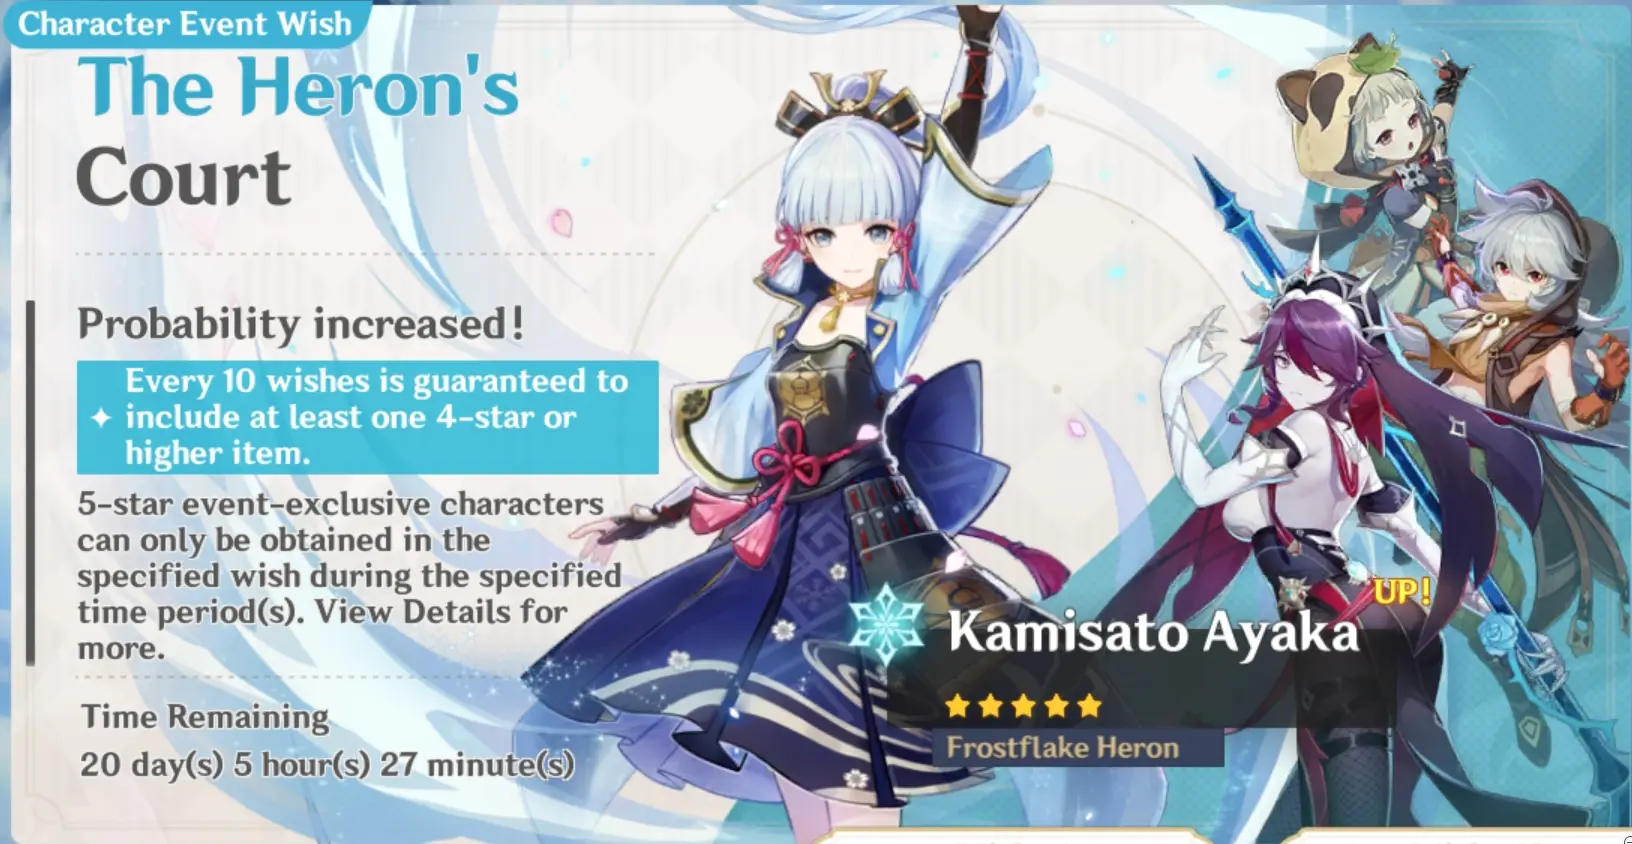 Character Event Wish
The Heron's
Court
Probability increased!
Every 10 wishes is guaranteed to
include at least one 4-star or
higher item.
5-star event-exclusive characters
can only be obtained in the
specified wish during the specified
time period(s). View Details for
more.
Time Remaining
20 day(s) 5 hour(s) 27 minute(s)
UP!
Kamisato Ayaka
Frostflake Heron